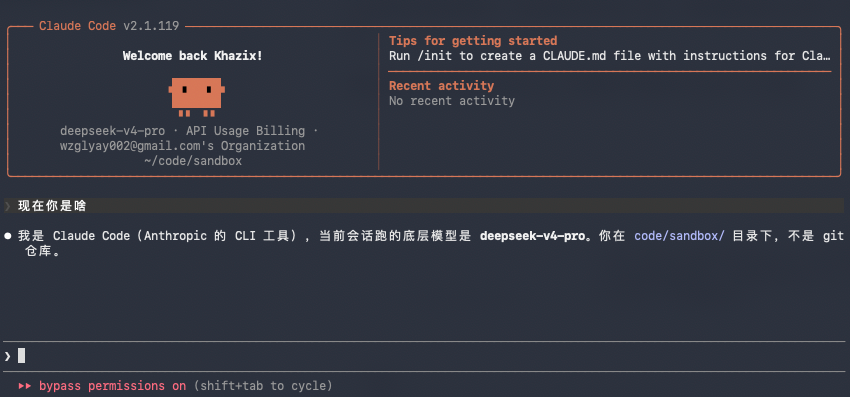 Claude Code v2.1.119
Welcome back Khazix!
deepseek-v4-pro · API Usage Billing ·
wzglyay002@gmail.com's Organization
~/code/sandbox
Tips for getting started
Run /init to create a CLAUDE.md file with instructions for Cla…
Recent activity
No recent activity
❯ 现在你是啥
● 我是 Claude Code（Anthropic 的 CLI 工具），当前会话跑的底层模型是 deepseek-v4-pro。你在 code/sandbox/ 目录下，不是 git
仓库。
❯
▸▸ bypass permissions on (shift+tab to cycle)